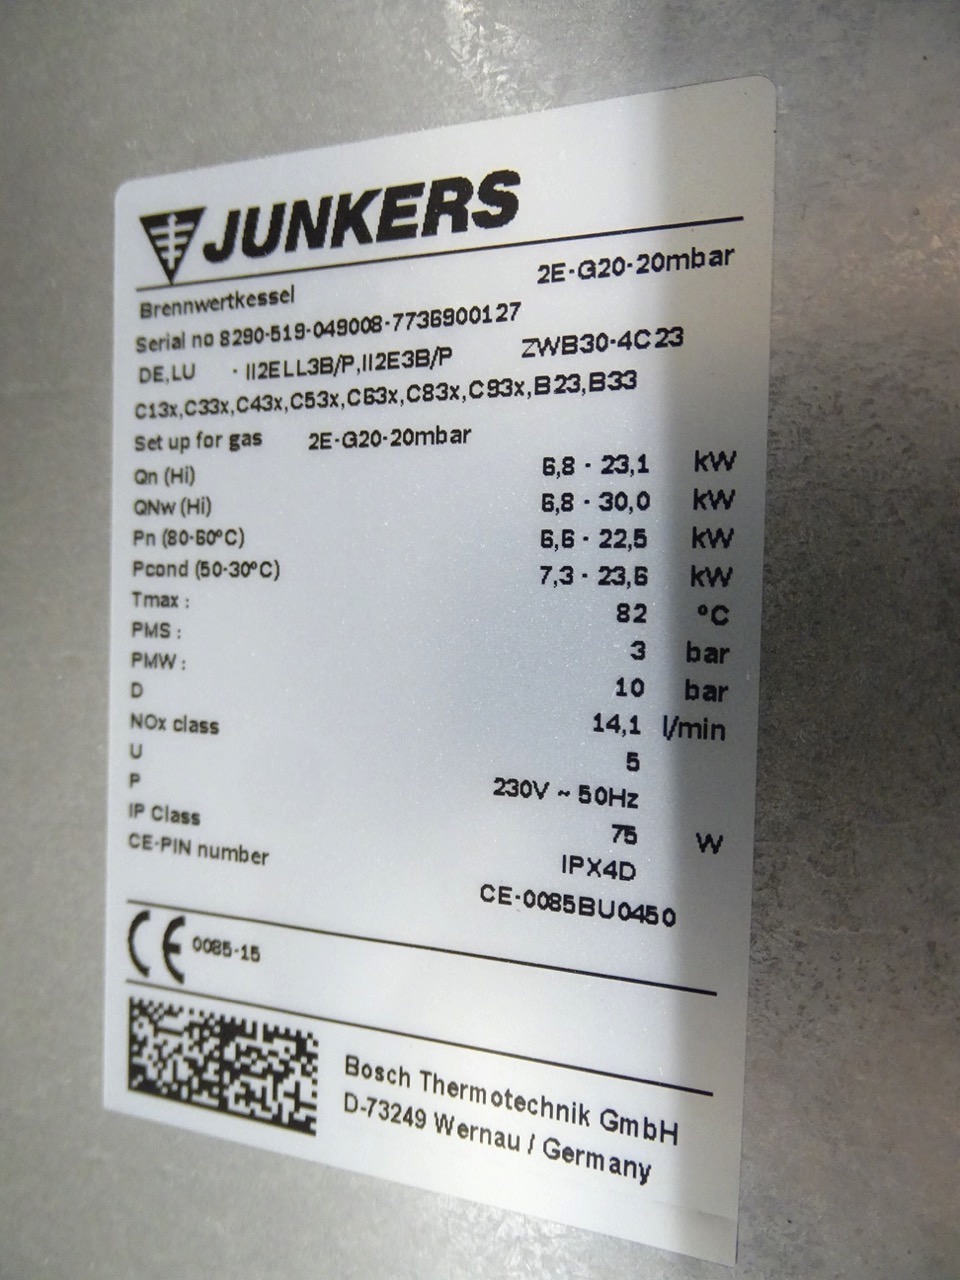 JUNKERS
Brennwertkessel 2E-G20-20mbar
Serial no 8290-519-049008-7736900127
DE,LU · II2ELL3B/P,II2E3B/P ZWB30-4C23
C13x,C33x,C43x,C53x,C63x,C83x,C93x,B23,B33
Set up for gas 2E-G20-20mbar
Qn (Hi) 6,8 - 23,1 kW
QNw (Hi) 6,8 - 30,0 kW
Pn (80-60°C) 6,6 - 22,5 kW
Pcond (50-30°C) 7,3 - 23,6 kW
Tmax : 82 °C
PMS : 3 bar
PMW : 10 bar
D 14,1 l/min
NOx class 5
U 230V ~ 50Hz
P 75 W
IP Class IPX4D
CE-PIN number CE-0085BU0450
CE 0085-15
Bosch Thermotechnik GmbH
D-73249 Wernau / Germany